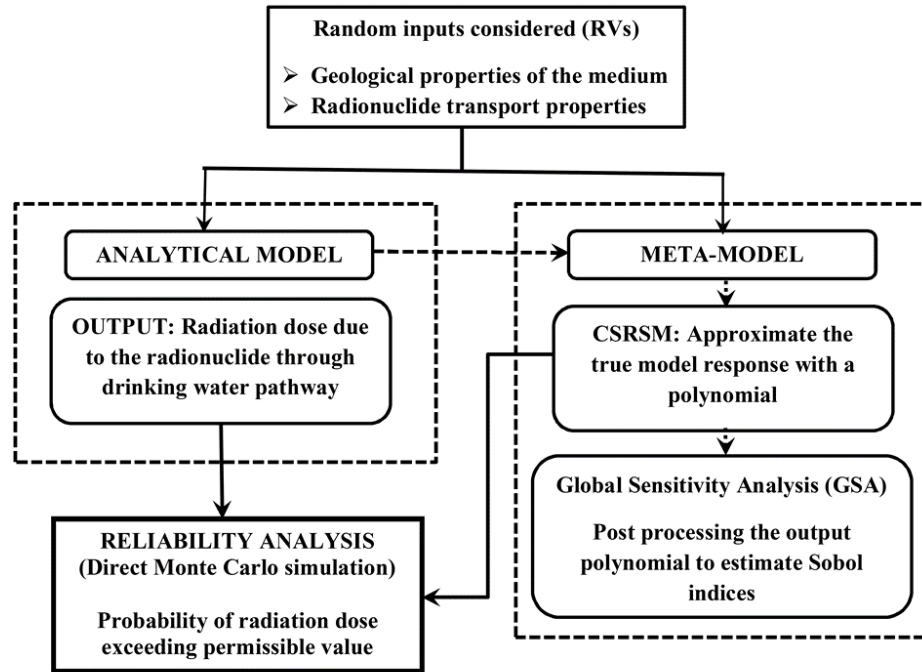 Random inputs considered (RVs)
➢ Geological properties of the medium
➢ Radionuclide transport properties
ANALYTICAL MODEL
META-MODEL
OUTPUT: Radiation dose due
to the radionuclide through
drinking water pathway
CSRSM: Approximate the
true model response with a
polynomial
Global Sensitivity Analysis (GSA)
Post processing the output
polynomial to estimate Sobol
indices
RELIABILITY ANALYSIS
(Direct Monte Carlo simulation)
Probability of radiation dose
exceeding permissible value